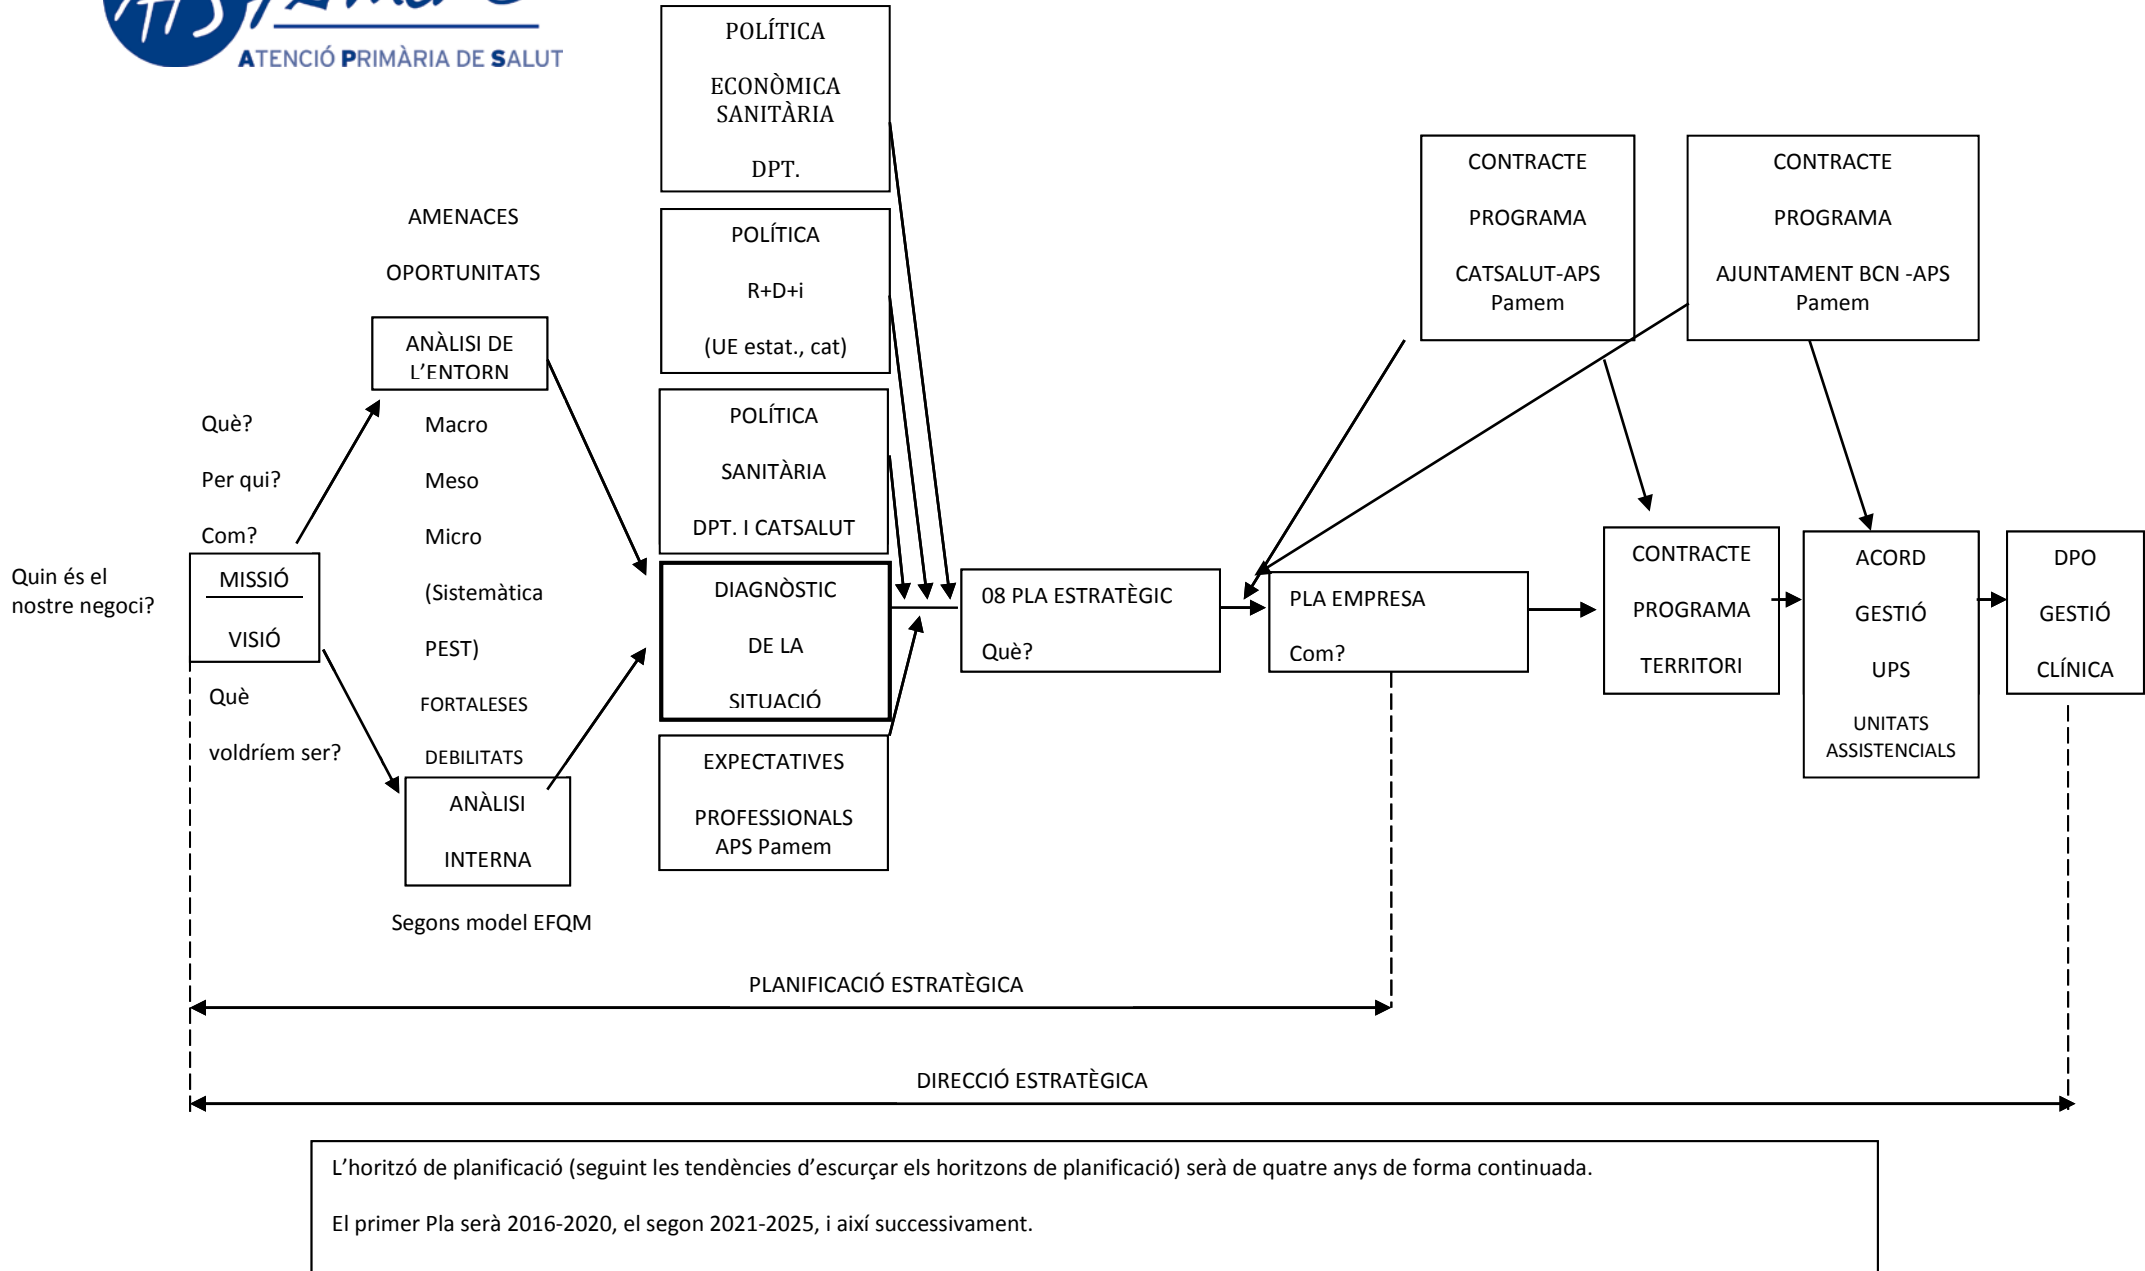 ATENCIÓ PRIMÀRIA DE SALUT
POLÍTICA
ECONÒMICA
SANITÀRIA
DPT.
POLÍTICA
R+D+i
(UE estat., cat)
POLÍTICA
SANITÀRIA
DPT. I CATSALUT
DIAGNÒSTIC
DE LA
SITUACIÓ
EXPECTATIVES
PROFESSIONALS
APS Pamem
AMENACES
OPORTUNITATS
ANÀLISI DE
L’ENTORN
Macro
Meso
Micro
(Sistemàtica
PEST)
FORTALESES
DEBILITATS
ANÀLISI
INTERNA
Segons model EFQM
Què?
Per qui?
Com?
Quin és el
nostre negoci?
MISSIÓ
VISIÓ
Què
voldríem ser?
08 PLA ESTRATÈGIC
Què?
PLA EMPRESA
Com?
CONTRACTE
PROGRAMA
CATSALUT-APS
Pamem
CONTRACTE
PROGRAMA
AJUNTAMENT BCN -APS
Pamem
CONTRACTE
PROGRAMA
TERRITORI
ACORD
GESTIÓ
UPS
UNITATS
ASSISTENCIALS
DPO
GESTIÓ
CLÍNICA
PLANIFICACIÓ ESTRATÈGICA
DIRECCIÓ ESTRATÈGICA
L’horitzó de planificació (seguint les tendències d’escurçar els horitzons de planificació) serà de quatre anys de forma continuada.
El primer Pla serà 2016-2020, el segon 2021-2025, i així successivament.